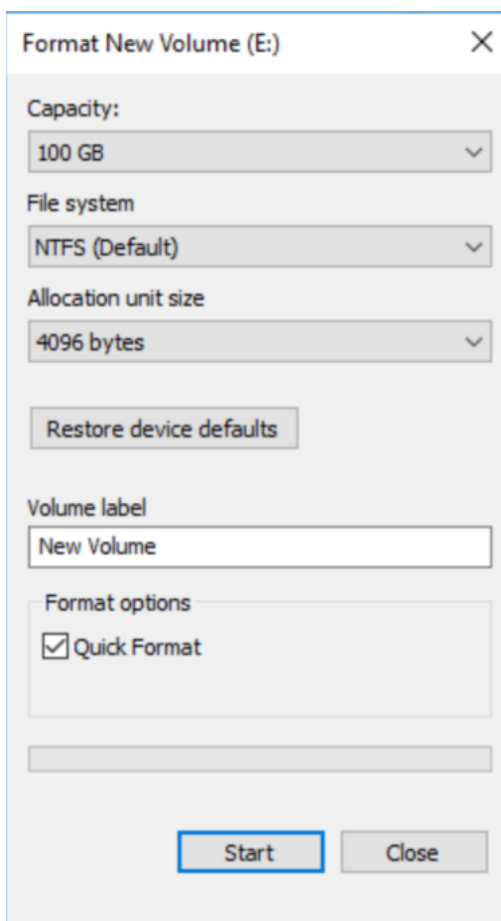 Format New Volume (E:)
Capacity:
100 GB
File system
NTFS (Default)
Allocation unit size
4096 bytes
Restore device defaults
Volume label
New Volume
Format options
Quick Format
Start Close